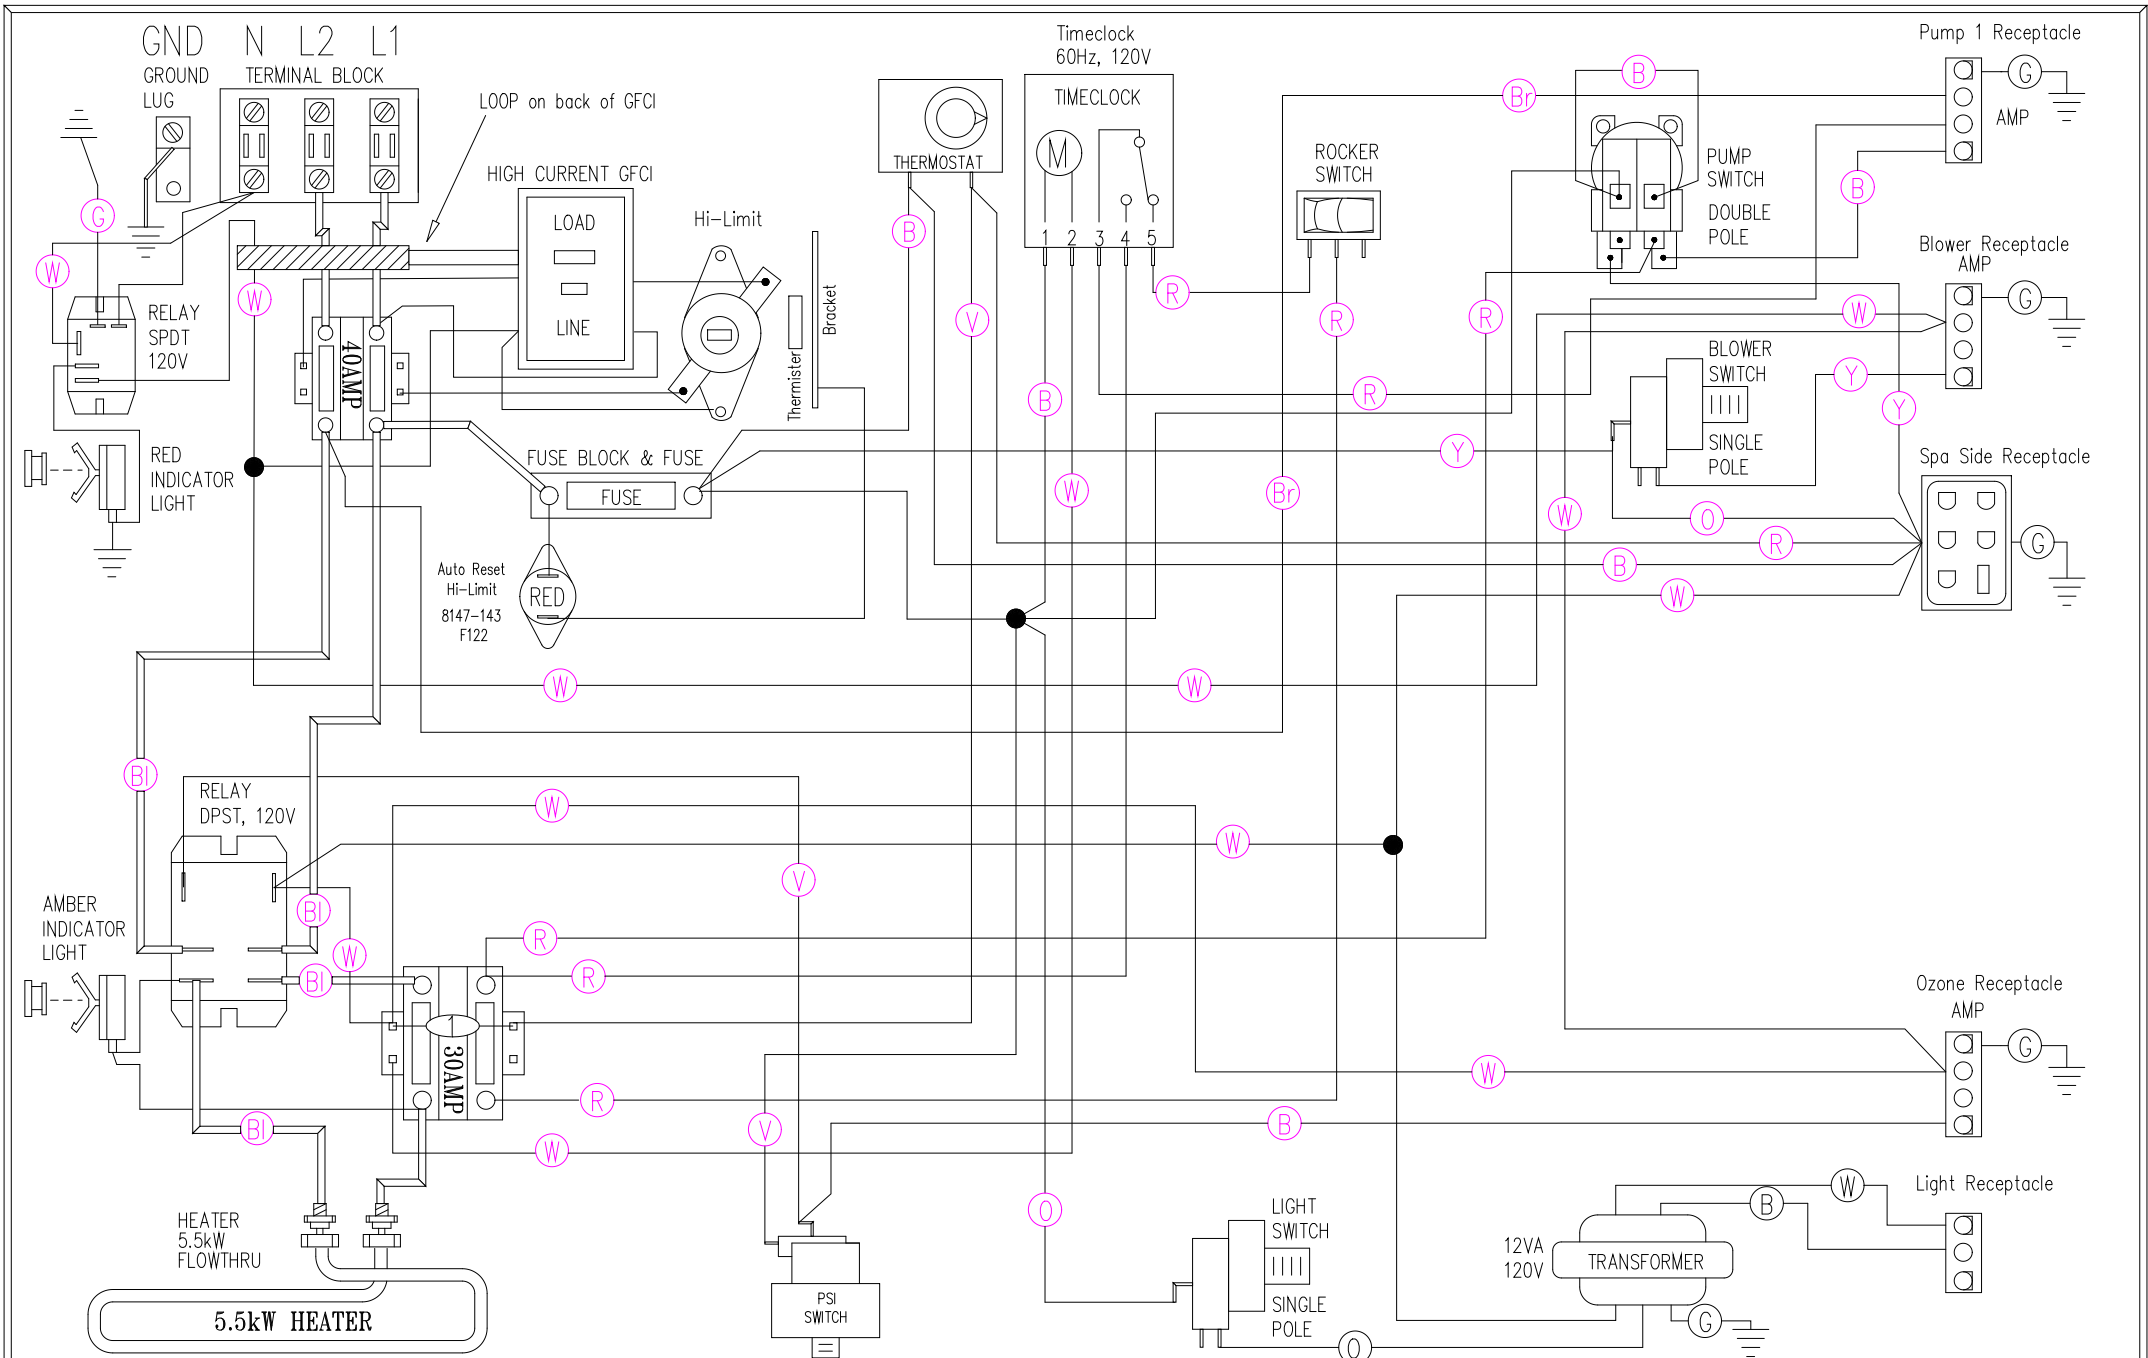 GND N L2 L1
GROUND
LUG
TERMINAL BLOCK
LOOP on back of GFCI
HIGH CURRENT GFCI
LOAD
LINE
Hi-Limit
Thermister
Bracket
THERMOSTAT
Timeclock
60Hz, 120V
TIMECLOCK
M
1 2 3 4 5
ROCKER
SWITCH
PUMP
SWITCH
DOUBLE
POLE
Pump 1 Receptacle
AMP
G
Br
B
B
Blower Receptacle
AMP
G
W
Y
Y
BLOWER
SWITCH
SINGLE
POLE
Spa Side Receptacle
G
G
W
W
RELAY
SPDT
120V
40AMP
B
V
R
R
R
B
R
RED
INDICATOR
LIGHT
FUSE BLOCK & FUSE
FUSE
Y
W
Br
W
O
R
B
W
Auto Reset
Hi-Limit
8147-143
F122
RED
W
W
Bl
RELAY
DPST, 120V
W
W
V
AMBER
INDICATOR
LIGHT
Bl
W
R
Bl
R
1
30AMP
R
Bl
V
W
W
B
Ozone Receptacle
AMP
G
HEATER
5.5kW
FLOWTHRU
5.5kW HEATER
PSI
SWITCH
O
LIGHT
SWITCH
SINGLE
POLE
O
12VA
120V
TRANSFORMER
G
W
B
Light Receptacle